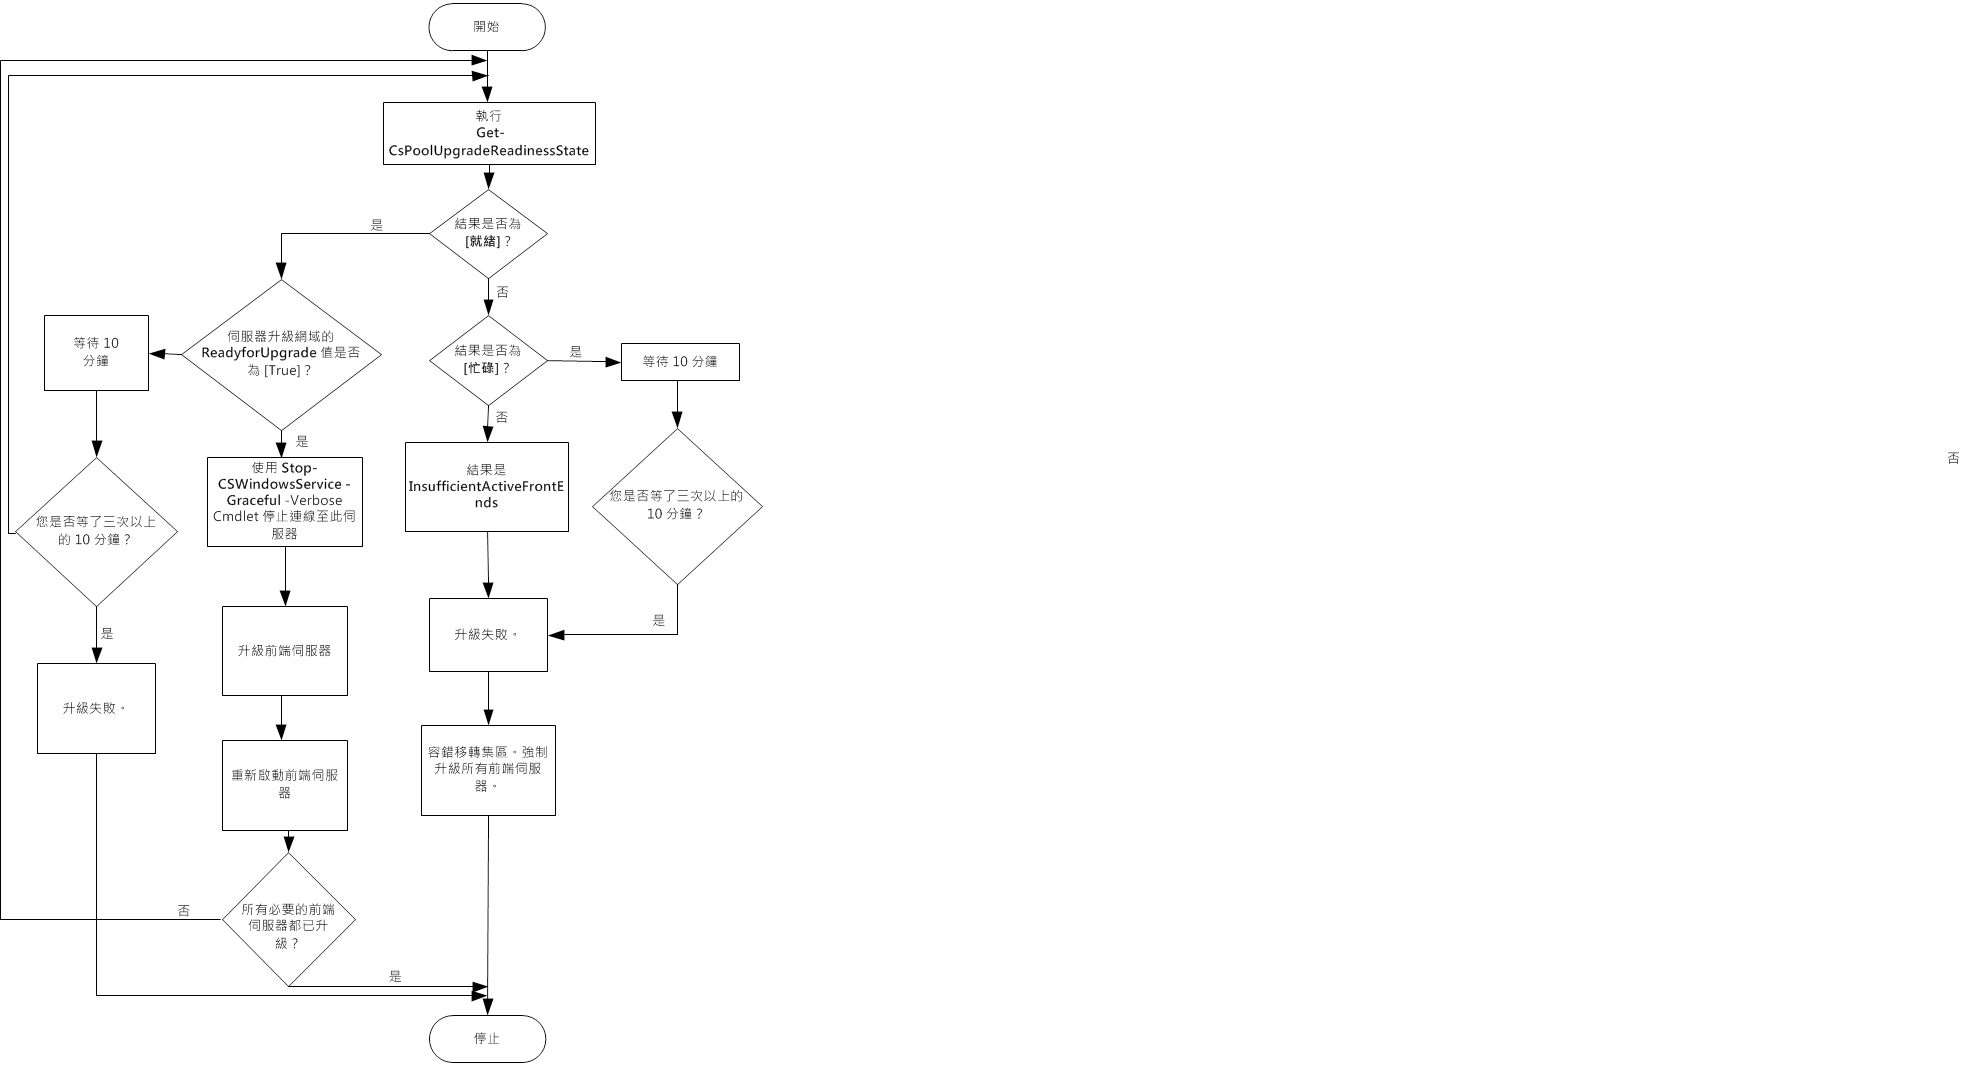 開始
執行
Get-
CsPoolUpgradeReadinessState
結果是否為
[就緒]？
是
否
伺服器升級網域的
ReadyforUpgrade 值是否
為 [True]？
等待 10
分鐘
結果是否為
[忙碌]？
是
等待 10 分鐘
否
是
使用 Stop-
CSWindowsService -
Graceful -Verbose
Cmdlet 停止連線至此伺
服器
結果是
InsufficientActiveFrontE
nds
您是否等了三次以上的
10 分鐘？
否
您是否等了三次以上
的 10 分鐘？
是
是
升級前端伺服器
升級失敗。
升級失敗。
重新啟動前端伺服
器
容錯移轉集區。強制
升級所有前端伺服
器。
否
所有必要的前端
伺服器都已升
級？
是
停止